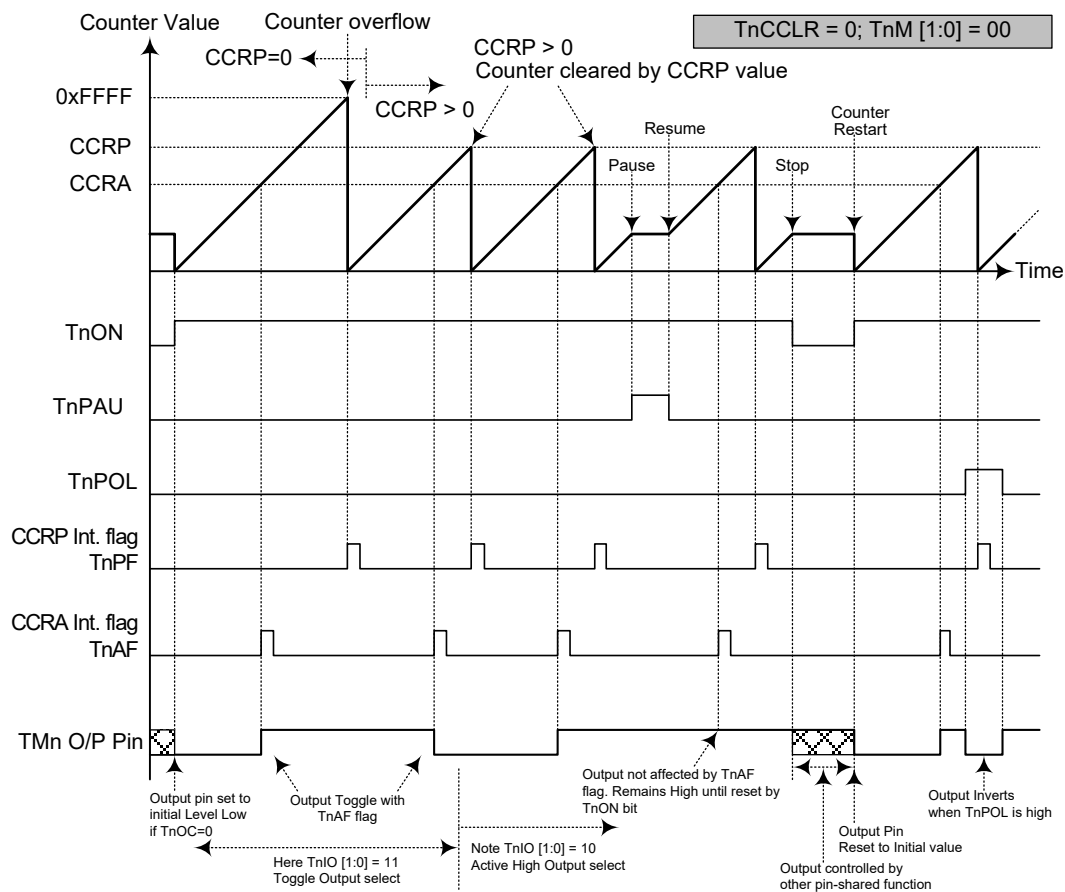 Counter Value
Counter overflow
TnCCLR = 0; TnM [1:0] = 00
CCRP=0
CCRP > 0
CCRP > 0
Counter cleared by CCRP value
0xFFFF
CCRP
CCRA
Pause
Resume
Stop
Counter
Restart
Time
TnON
TnPAU
TnPOL
CCRP Int. flag
TnPF
CCRA Int. flag
TnAF
TMn O/P Pin
Output pin set to
initial Level Low
if TnOC=0
Output Toggle with
TnAF flag
Output not affected by TnAF
flag. Remains High until reset by
TnON bit
Output Inverts
when TnPOL is high
Output Pin
Reset to Initial value
Here TnIO [1:0] = 11
Toggle Output select
Note TnIO [1:0] = 10
Active High Output select
Output controlled by
other pin-shared function